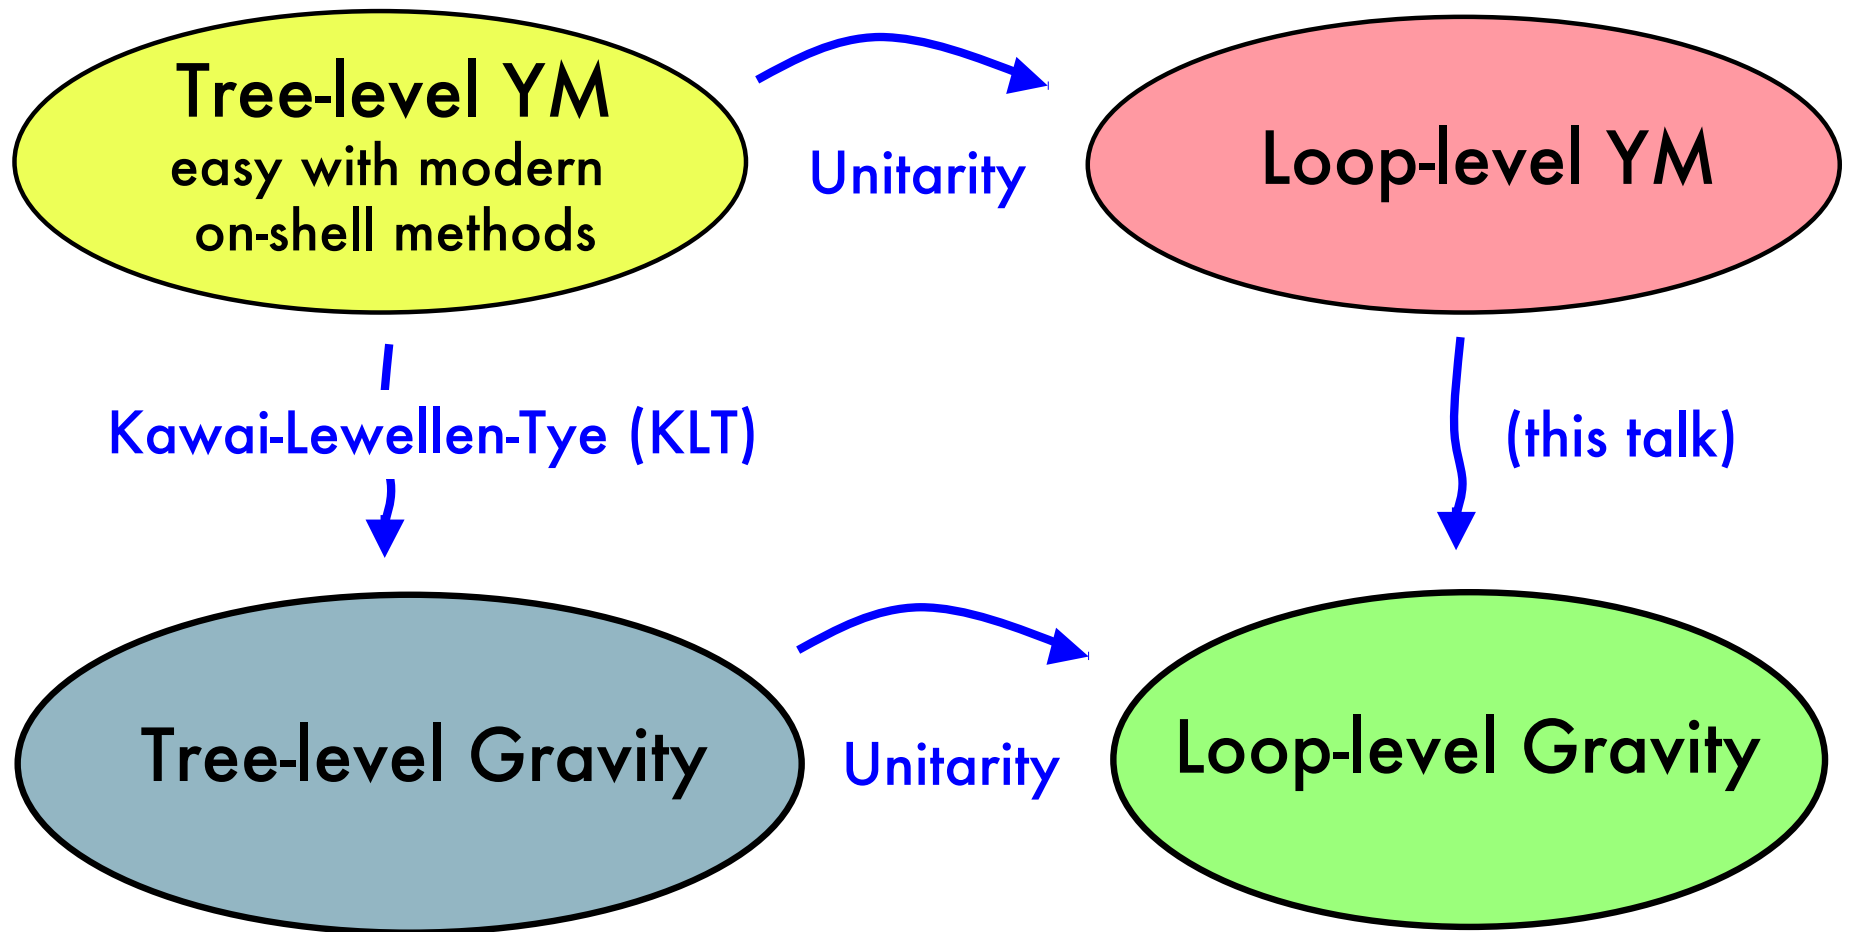 Tree-level YM
easy with modern
on-shell methods
Unitarity
Loop-level YM
Kawai-Lewellen-Tye (KLT)
(this talk)
Tree-level Gravity
Unitarity
Loop-level Gravity